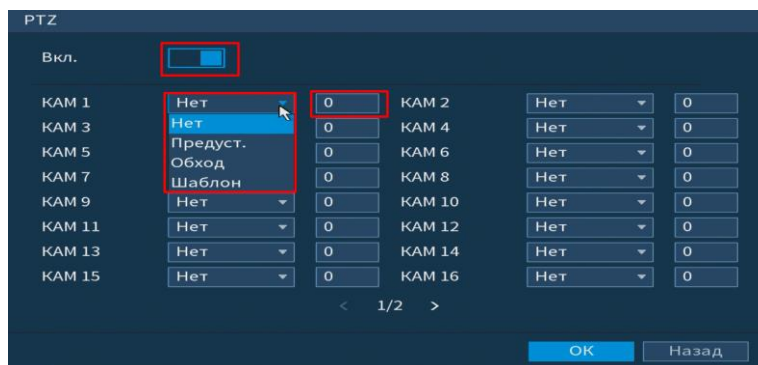 PTZ
Вкл.
КАМ 1 Нет 0 КАМ 2 Нет 0
КАМ 3 Нет 0 КАМ 4 Нет 0
КАМ 5 Предуст. 0 КАМ 6 Нет 0
Обход
КАМ 7 Шаблон 0 КАМ 8 Нет 0
КАМ 9 Нет 0 КАМ 10 Нет 0
КАМ 11 Нет 0 КАМ 12 Нет 0
КАМ 13 Нет 0 КАМ 14 Нет 0
КАМ 15 Нет 0 КАМ 16 Нет 0
< 1/2 >
ОК Назад